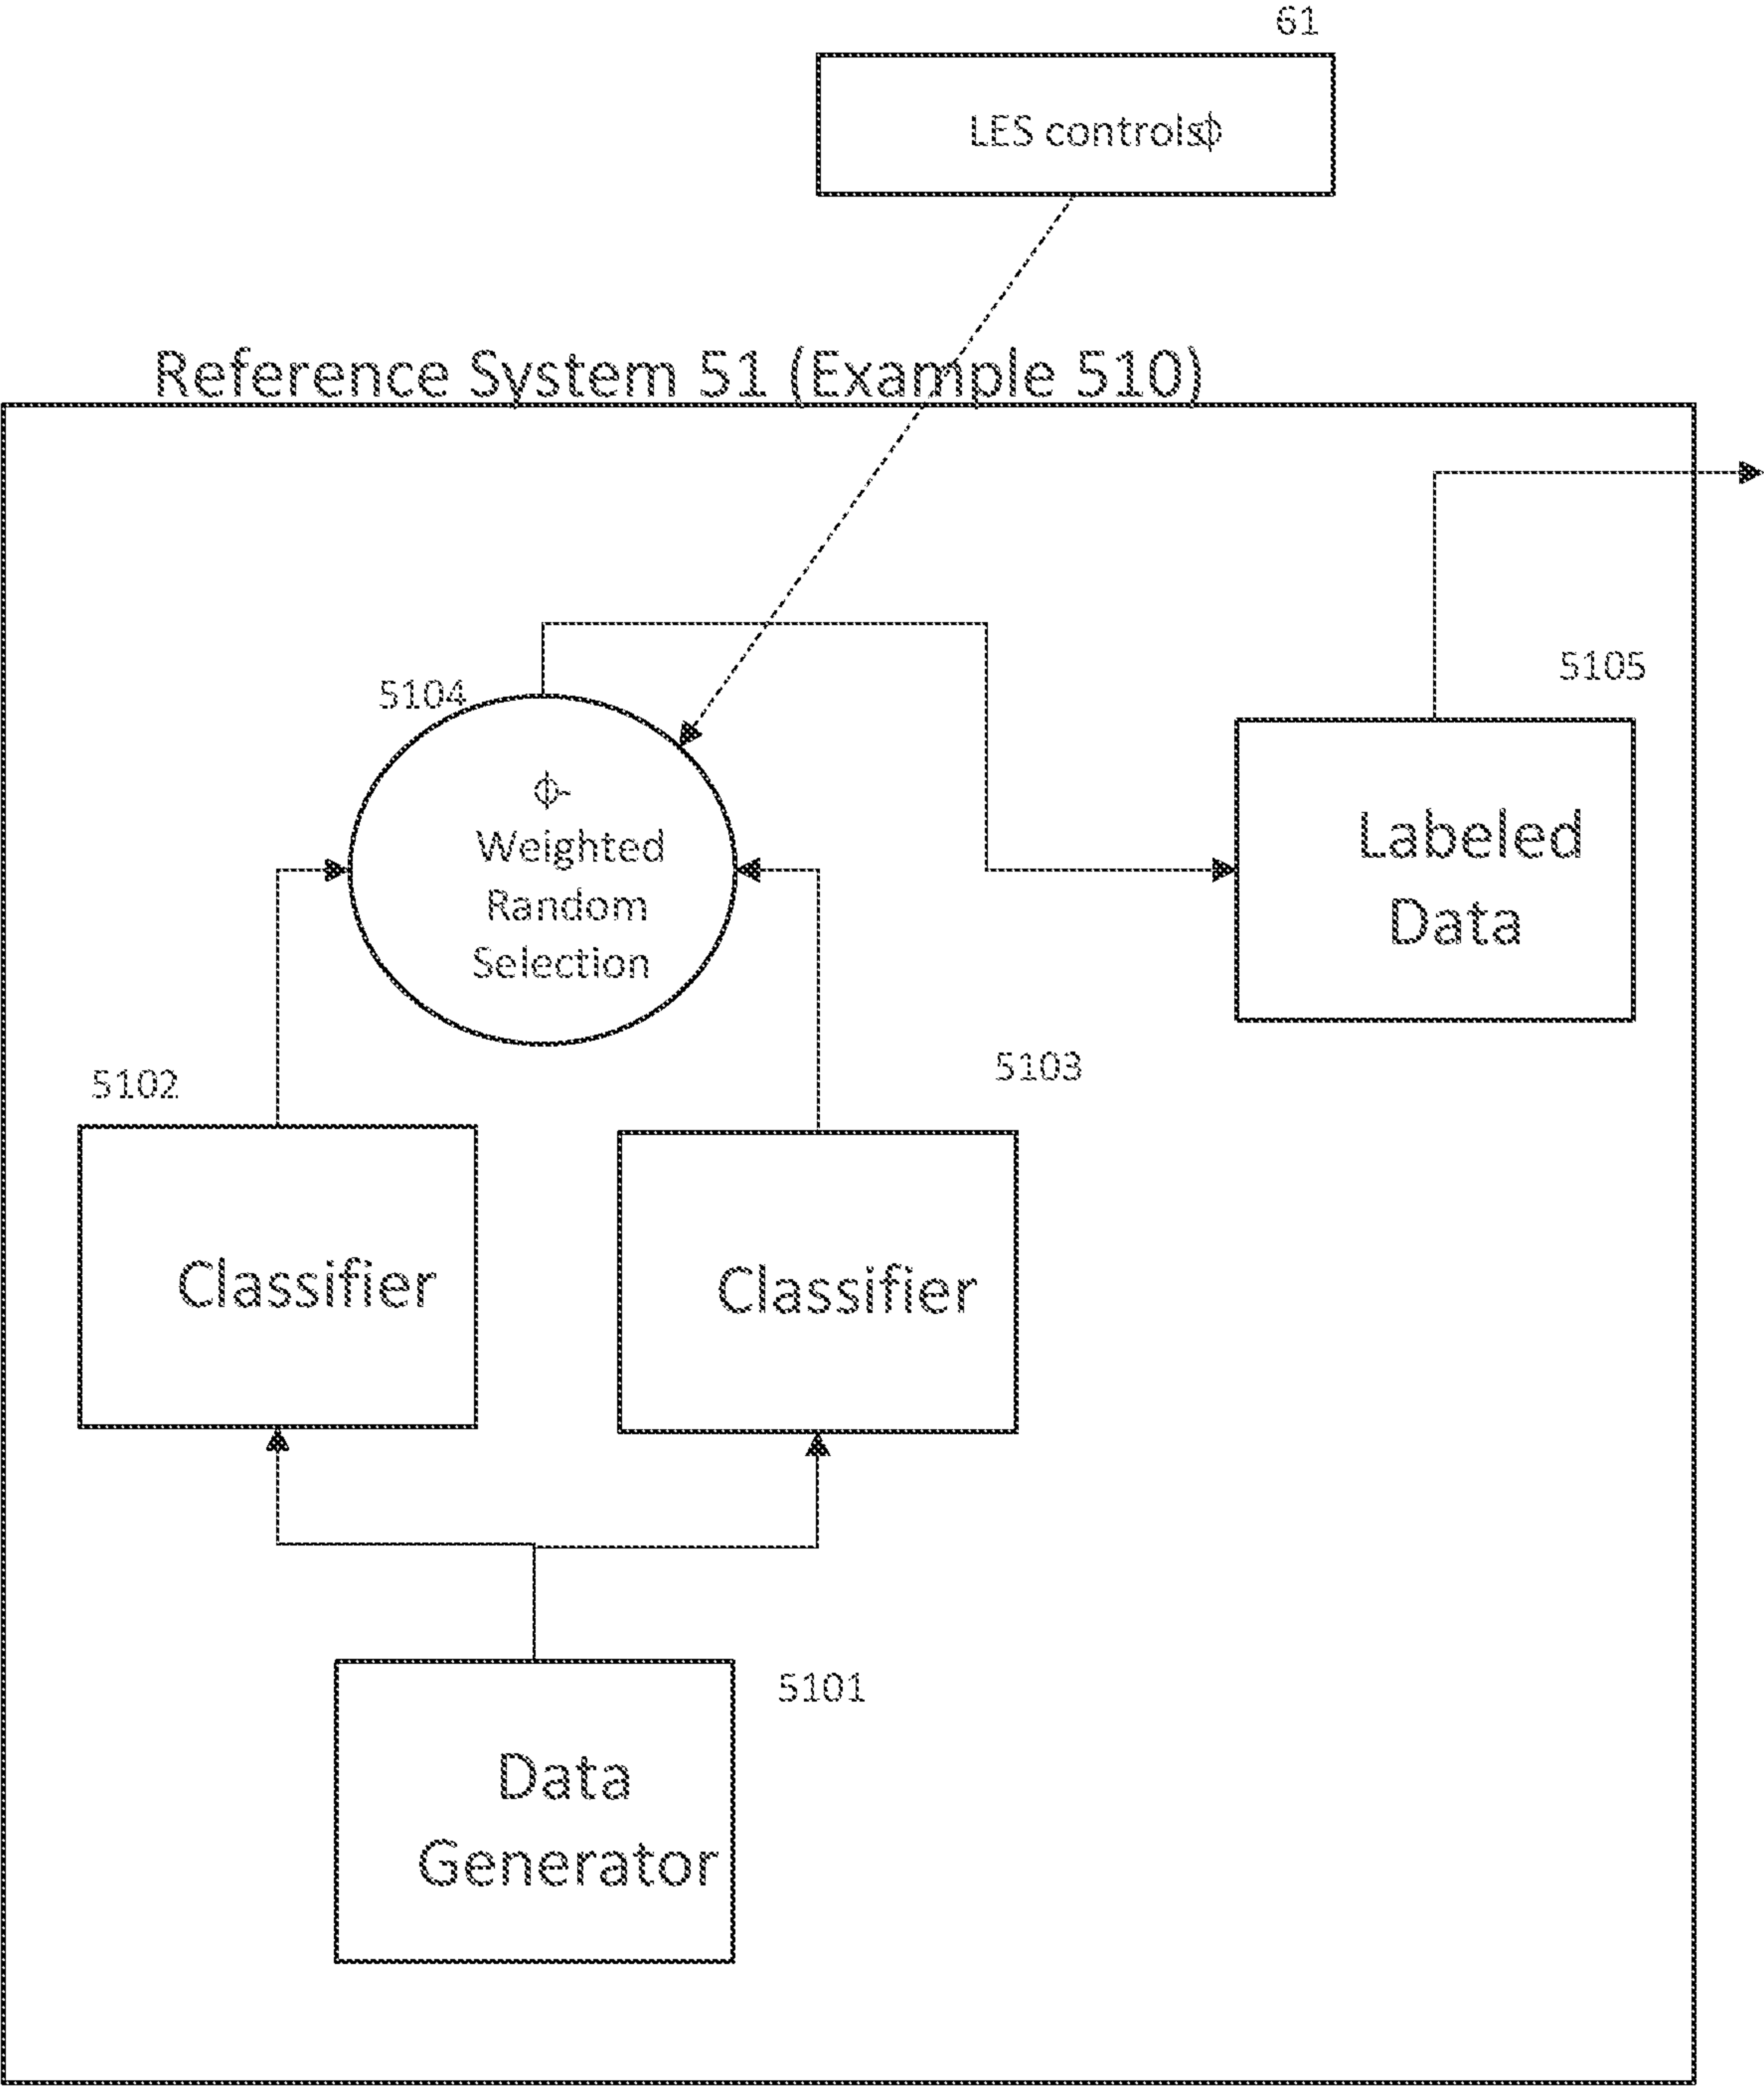 61
LES controlsϕ
Reference System 51 (Example 510)
5105
5104
ϕ-
Weighted
Random
Selection
Labeled
Data
5103
5102
Classifier
Classifier
5101
Data
Generator